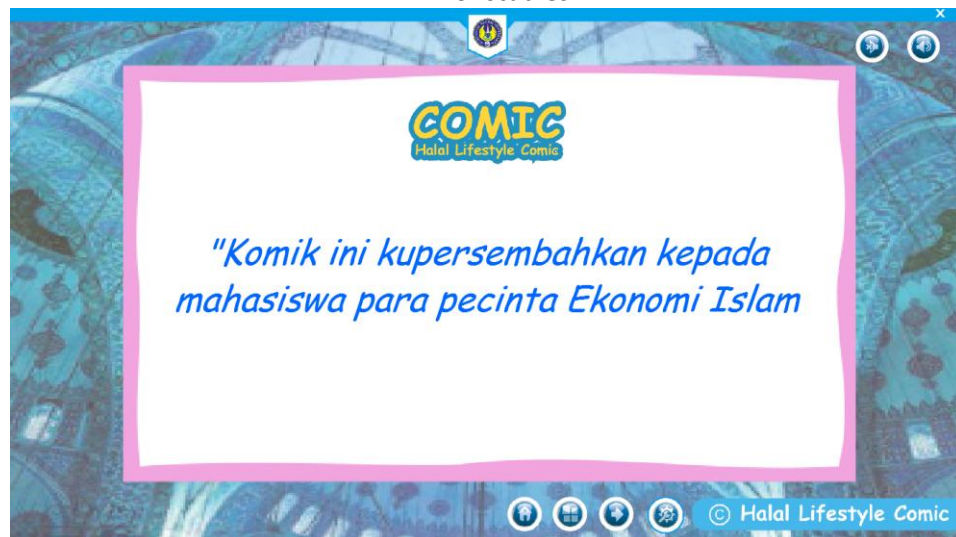 x
COMIC
Halal Lifestyle Comic
"Komik ini kupersembahkan kepada
mahasiswa para pecinta Ekonomi Islam
© Halal Lifestyle Comic